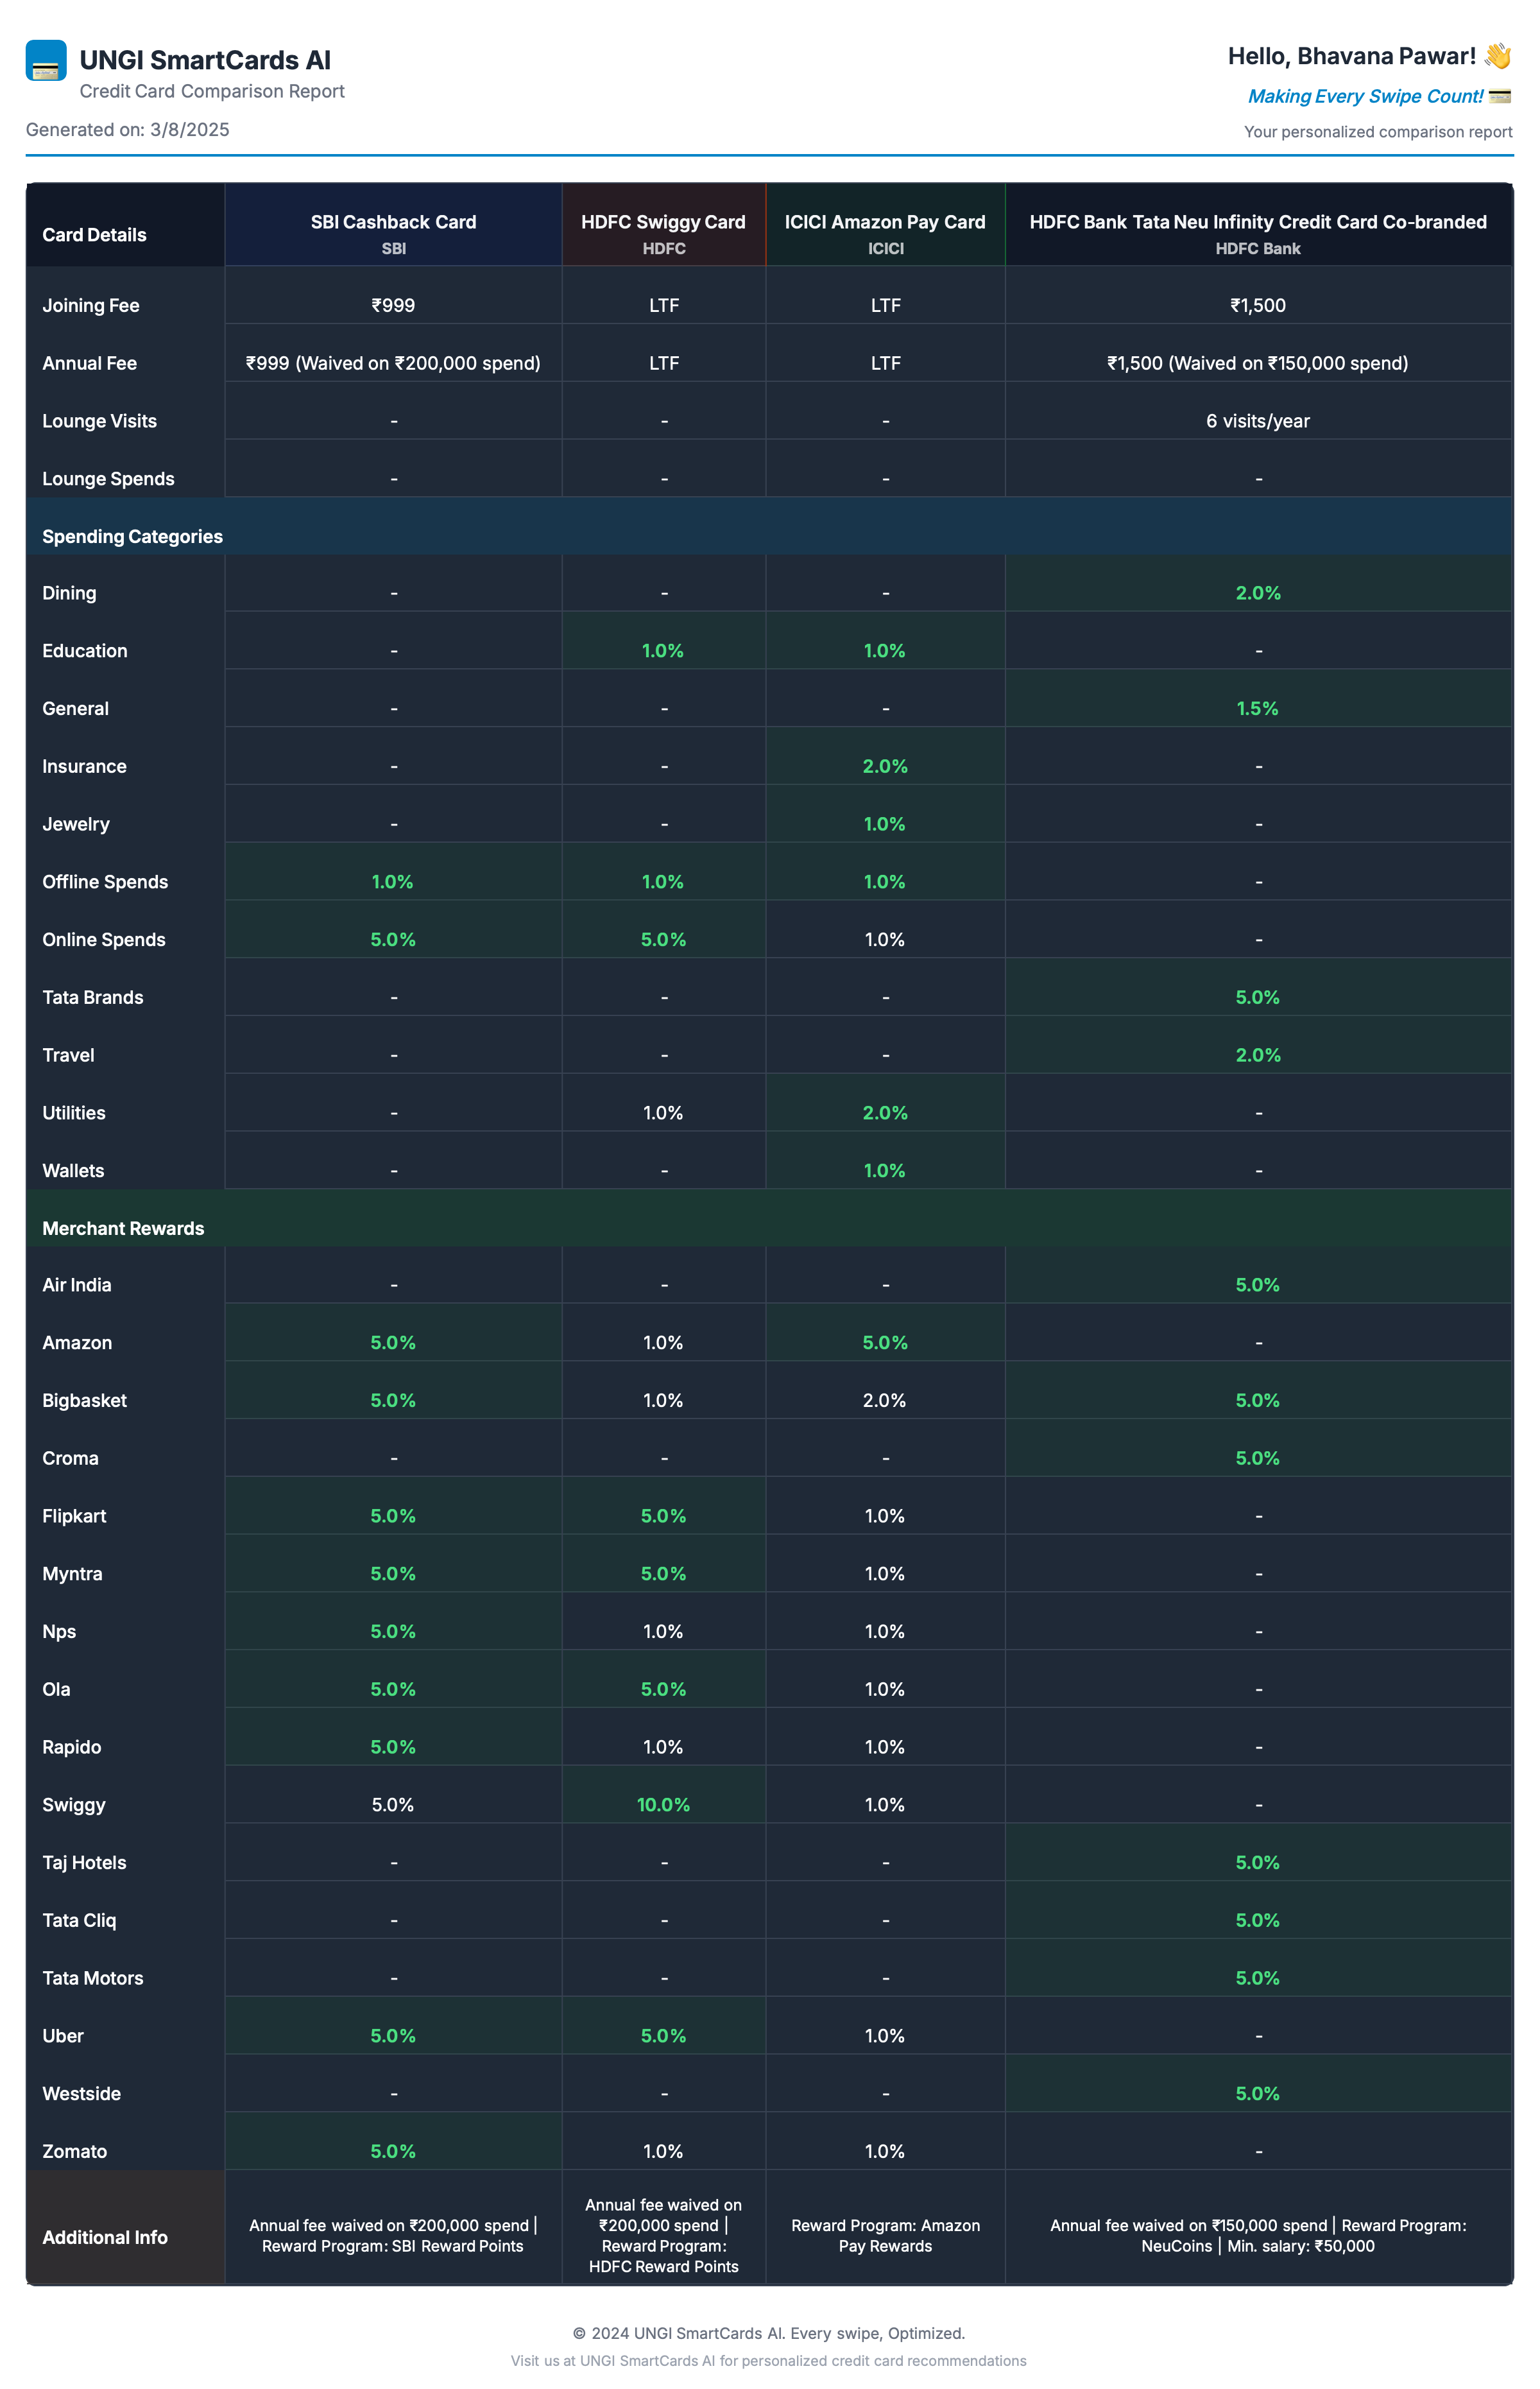 UNGI SmartCards AI
Credit Card Comparison Report
Generated on: 3/8/2025
Hello, Bhavana Pawar! 👋
Making Every Swipe Count! 💳
Your personalized comparison report
Card Details SBI Cashback Card HDFC Swiggy Card ICICI Amazon Pay Card HDFC Bank Tata Neu Infinity Credit Card Co-branded
SBI HDFC ICICI HDFC Bank
Joining Fee ₹999 LTF LTF ₹1,500
Annual Fee ₹999 (Waived on ₹200,000 spend) LTF LTF ₹1,500 (Waived on ₹150,000 spend)
Lounge Visits - - - 6 visits/year
Lounge Spends - - - -
Spending Categories
Dining - - - 2.0%
Education - 1.0% 1.0% -
General - - - 1.5%
Insurance - - 2.0% -
Jewelry - - 1.0% -
Offline Spends 1.0% 1.0% 1.0% -
Online Spends 5.0% 5.0% 1.0% -
Tata Brands - - - 5.0%
Travel - - - 2.0%
Utilities - 1.0% 2.0% -
Wallets - - 1.0% -
Merchant Rewards
Air India - - - 5.0%
Amazon 5.0% 1.0% 5.0% -
Bigbasket 5.0% 1.0% 2.0% 5.0%
Croma - - - 5.0%
Flipkart 5.0% 5.0% 1.0% -
Myntra 5.0% 5.0% 1.0% -
Nps 5.0% 1.0% 1.0% -
Ola 5.0% 5.0% 1.0% -
Rapido 5.0% 1.0% 1.0% -
Swiggy 5.0% 10.0% 1.0% -
Taj Hotels - - - 5.0%
Tata Cliq - - - 5.0%
Tata Motors - - - 5.0%
Uber 5.0% 5.0% 1.0% -
Westside - - - 5.0%
Zomato 5.0% 1.0% 1.0% -
Additional Info
Annual fee waived on ₹200,000 spend |
Reward Program: SBI Reward Points
Annual fee waived on
₹200,000 spend |
Reward Program:
HDFC Reward Points
Reward Program: Amazon
Pay Rewards
Annual fee waived on ₹150,000 spend | Reward Program:
NeuCoins | Min. salary: ₹50,000
© 2024 UNGI SmartCards AI. Every swipe, Optimized.
Visit us at UNGI SmartCards AI for personalized credit card recommendations